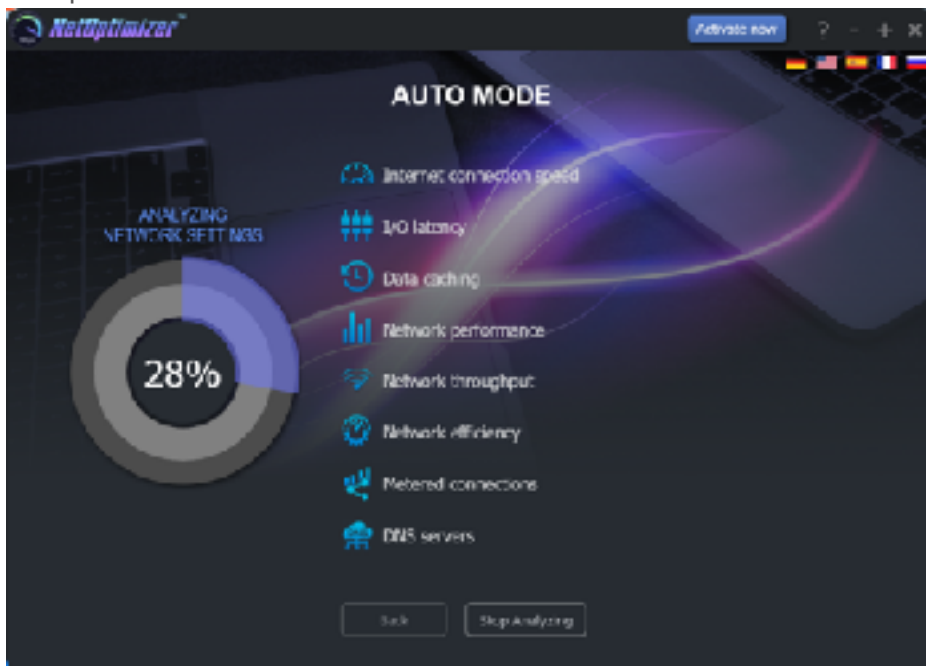 NetOptimizer™
Activate now
?
AUTO MODE
Internet connection speed
ANALYZING
NETWORK SETTINGS
I/O latency
Data caching
Network performance
28%
Network throughput
Network efficiency
Metered connections
DNS servers
Back
Stop Analyzing